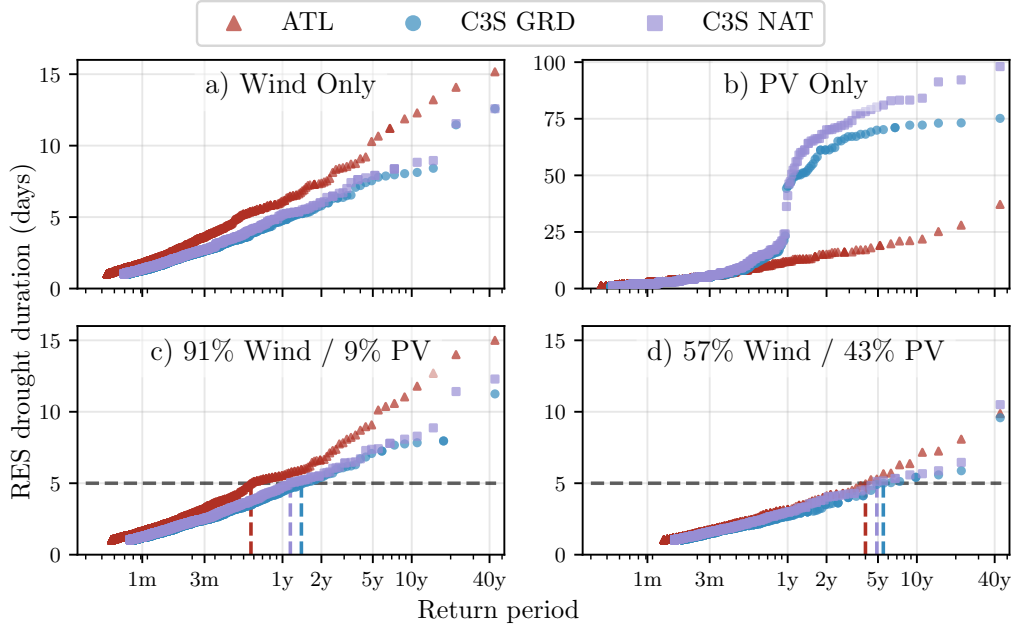 ATL C3S GRD C3S NAT
a) Wind Only
b) PV Only
15
10
5
0
100
75
50
25
0
c) 91% Wind / 9% PV
d) 57% Wind / 43% PV
15
10
5
0
15
10
5
0
1m 3m 1y 2y 5y 10y 40y
1m 3m 1y 2y 5y 10y 40y
RES drought duration (days)
Return period